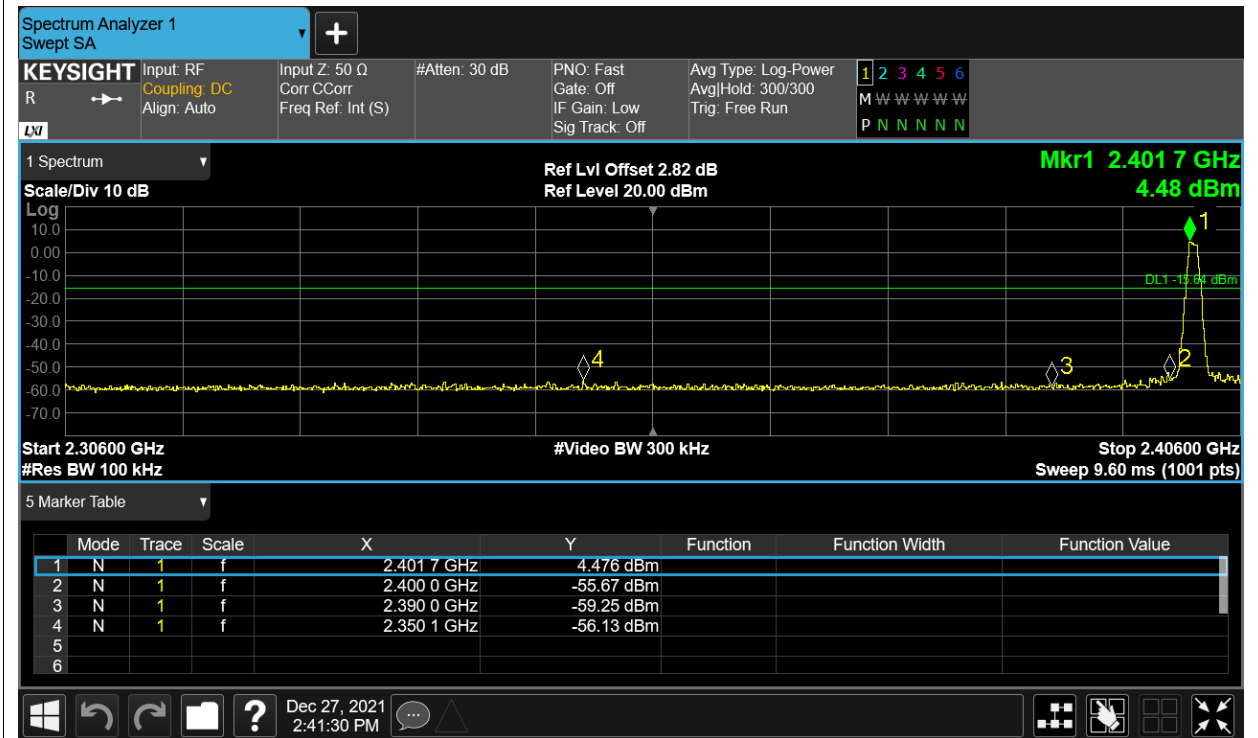 Spectrum Analyzer 1
Swept SA
KEYSIGHT
R
LXI
Input: RF
Coupling: DC
Align: Auto
Input Z: 50 Ω
Corr CCorr
Freq Ref: Int (S)
#Atten: 30 dB
PNO: Fast
Gate: Off
IF Gain: Low
Sig Track: Off
Avg Type: Log-Power
Avg|Hold: 300/300
Trig: Free Run
1 2 3 4 5 6
M W W W W W
P N N N N N
1 Spectrum
Scale/Div 10 dB
Ref Lvl Offset 2.82 dB
Ref Level 20.00 dBm
Mkr1 2.401 7 GHz
4.48 dBm
Log
10.0
0.00
-10.0
-20.0
-30.0
-40.0
-50.0
-60.0
-70.0
1
DL1 -15.64 dBm
4
3
2
Start 2.30600 GHz
#Video BW 300 kHz
Stop 2.40600 GHz
#Res BW 100 kHz
Sweep 9.60 ms (1001 pts)
5 Marker Table
Mode Trace Scale X Y Function Function Width Function Value
1 N 1 f 2.401 7 GHz 4.476 dBm
2 N 1 f 2.400 0 GHz -55.67 dBm
3 N 1 f 2.390 0 GHz -59.25 dBm
4 N 1 f 2.350 1 GHz -56.13 dBm
5
6
?
Dec 27, 2021
2:41:30 PM